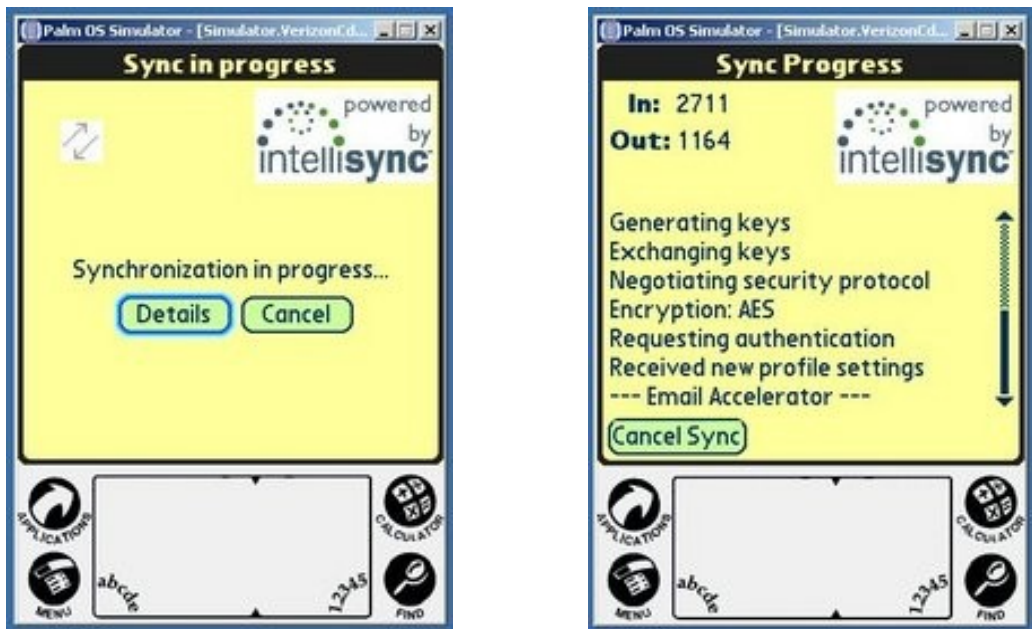 Palm OS Simulator - [Simulator.VerizonCd...
Sync in progress
powered
by
intellisync
Synchronization in progress...
Details
Cancel
APPLICATIONS
CALCULATOR
MENU
abcde
12345
FIND
Palm OS Simulator - [Simulator.VerizonCd...
Sync Progress
In: 2711
Out: 1164
powered
by
intellisync
Generating keys
Exchanging keys
Negotiating security protocol
Encryption: AES
Requesting authentication
Received new profile settings
--- Email Accelerator ---
Cancel Sync
APPLICATIONS
CALCULATOR
MENU
abcde
12345
FIND